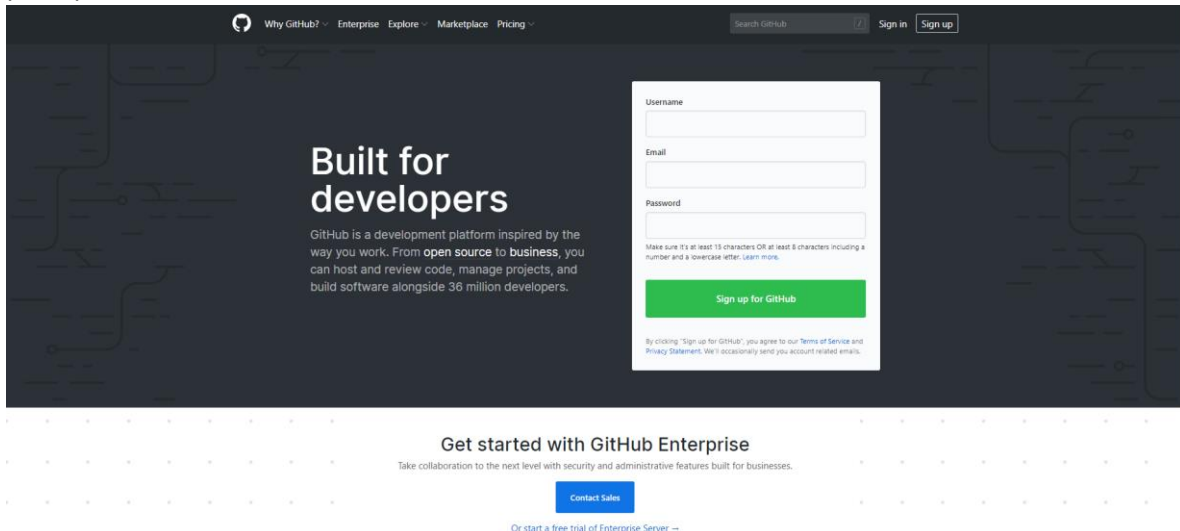 Why GitHub? Enterprise Explore Marketplace Pricing Search GitHub / Sign in Sign up
Built for
developers
GitHub is a development platform inspired by the
way you work. From open source to business, you
can host and review code, manage projects, and
build software alongside 36 million developers.
Username
Email
Password
Make sure it's at least 15 characters OR at least 8 characters including a
number and a lowercase letter. Learn more.
Sign up for GitHub
By clicking "Sign up for GitHub", you agree to our Terms of Service and
Privacy Statement. We'll occasionally send you account related emails.
Get started with GitHub Enterprise
Take collaboration to the next level with security and administrative features built for businesses.
Contact Sales
Or start a free trial of Enterprise Server →